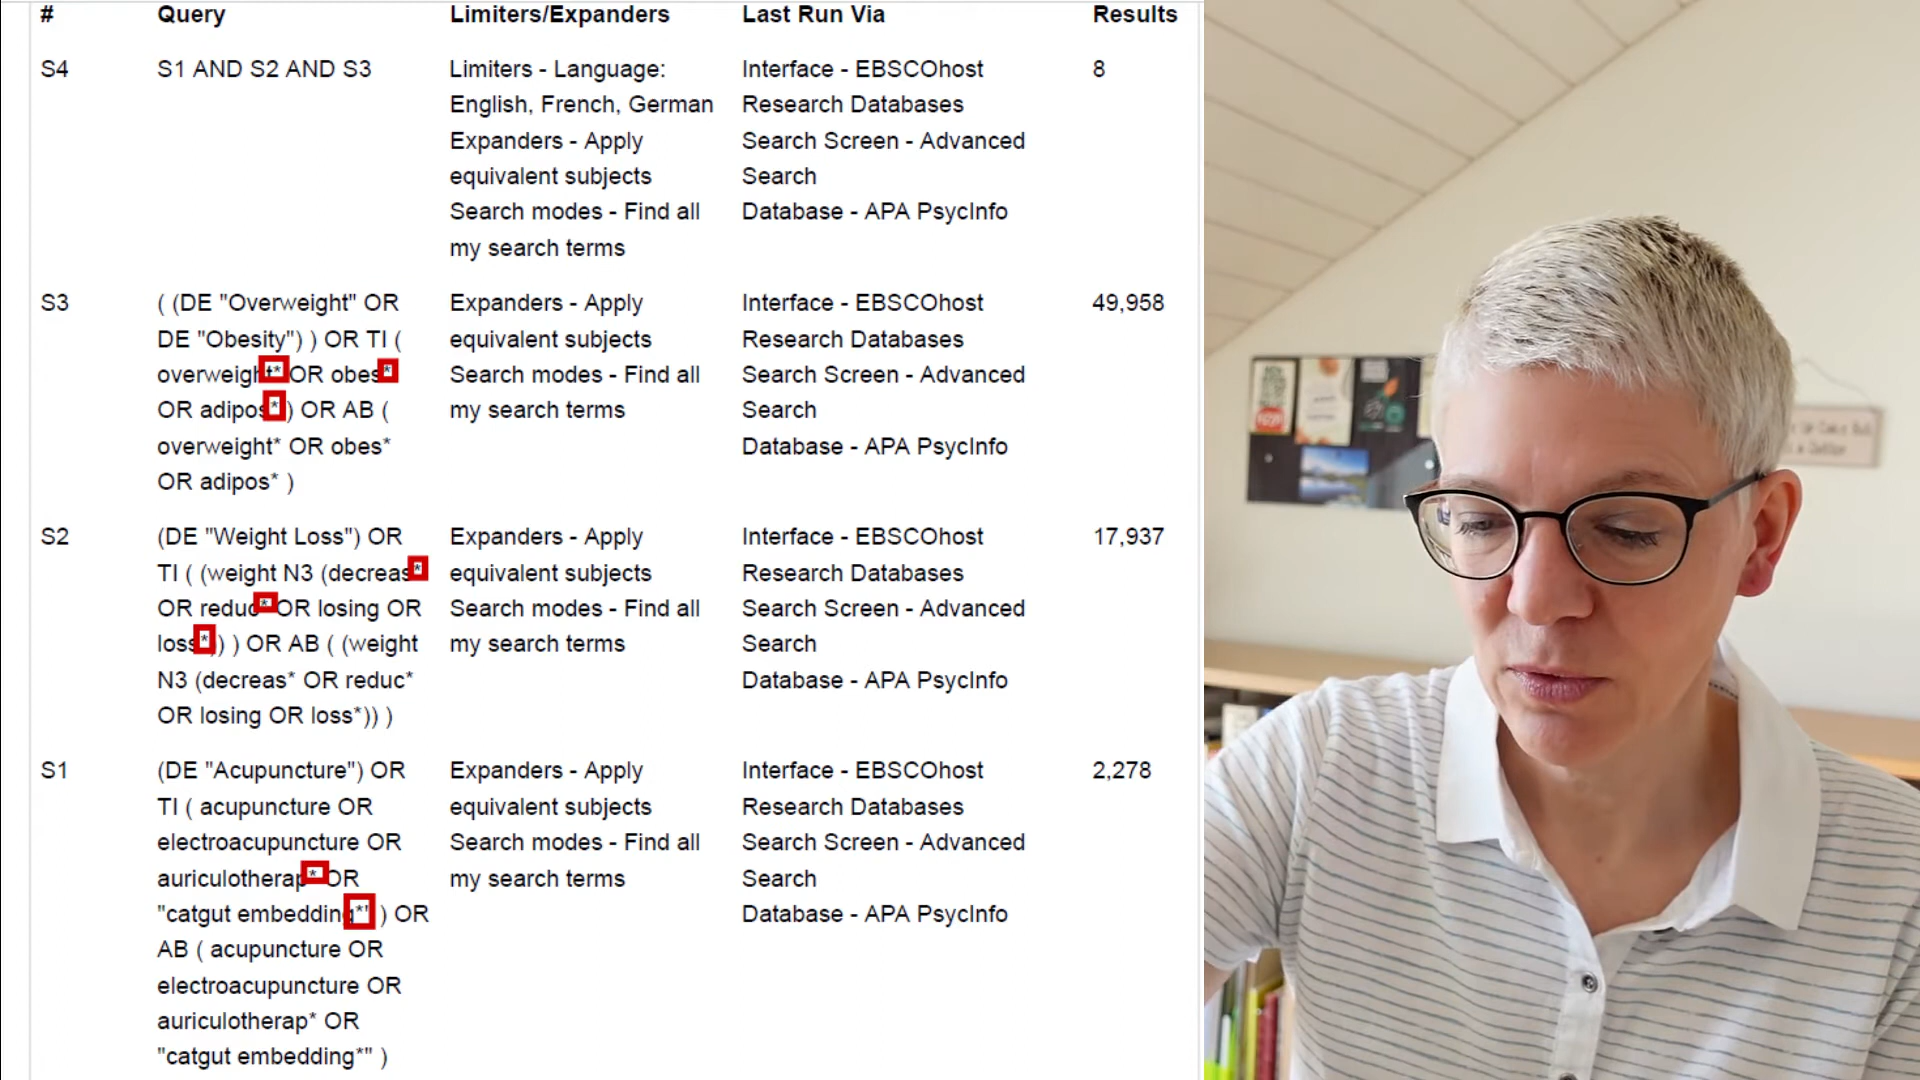 # Query Limiters/Expanders Last Run Via Results
S4 S1 AND S2 AND S3 Limiters - Language: Interface - EBSCOhost 8
English, French, German Research Databases
Expanders - Apply Search Screen - Advanced
equivalent subjects Search
Search modes - Find all Database - APA PsycInfo
my search terms
S3 ( (DE "Overweight" OR Expanders - Apply Interface - EBSCOhost 49,958
DE "Obesity") ) OR TI ( equivalent subjects Research Databases
overweight* OR obes* Search modes - Find all Search Screen - Advanced
OR adipos* ) OR AB ( my search terms Search
overweight* OR obes* Database - APA PsycInfo
OR adipos* )
S2 (DE "Weight Loss") OR Expanders - Apply Interface - EBSCOhost 17,937
TI ( (weight N3 (decreas* equivalent subjects Research Databases
OR reduc* OR losing OR Search modes - Find all Search Screen - Advanced
loss*)) ) OR AB ( (weight my search terms Search
N3 (decreas* OR reduc* Database - APA PsycInfo
OR losing OR loss*)) )
S1 (DE "Acupuncture") OR Expanders - Apply Interface - EBSCOhost 2,278
TI ( acupuncture OR equivalent subjects Research Databases
electroacupuncture OR Search modes - Find all Search Screen - Advanced
auriculotherap* OR my search terms Search
"catgut embedding*" ) OR Database - APA PsycInfo
AB ( acupuncture OR
electroacupuncture OR
auriculotherap* OR
"catgut embedding*" )